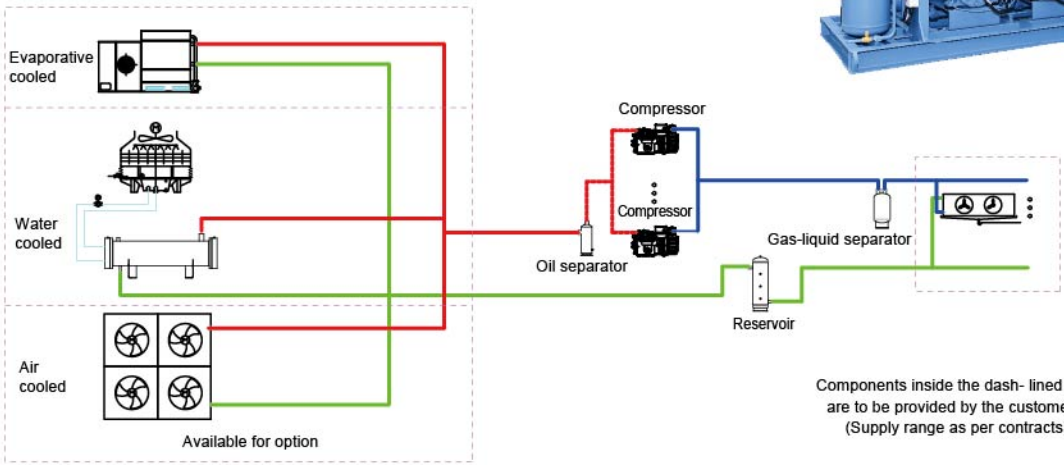 Evaporative
cooled
Water
cooled
Air
cooled
Available for option
Compressor
Compressor
Oil separator
Gas-liquid separator
Reservoir
Components inside the dash- lined
are to be provided by the custome
(Supply range as per contracts